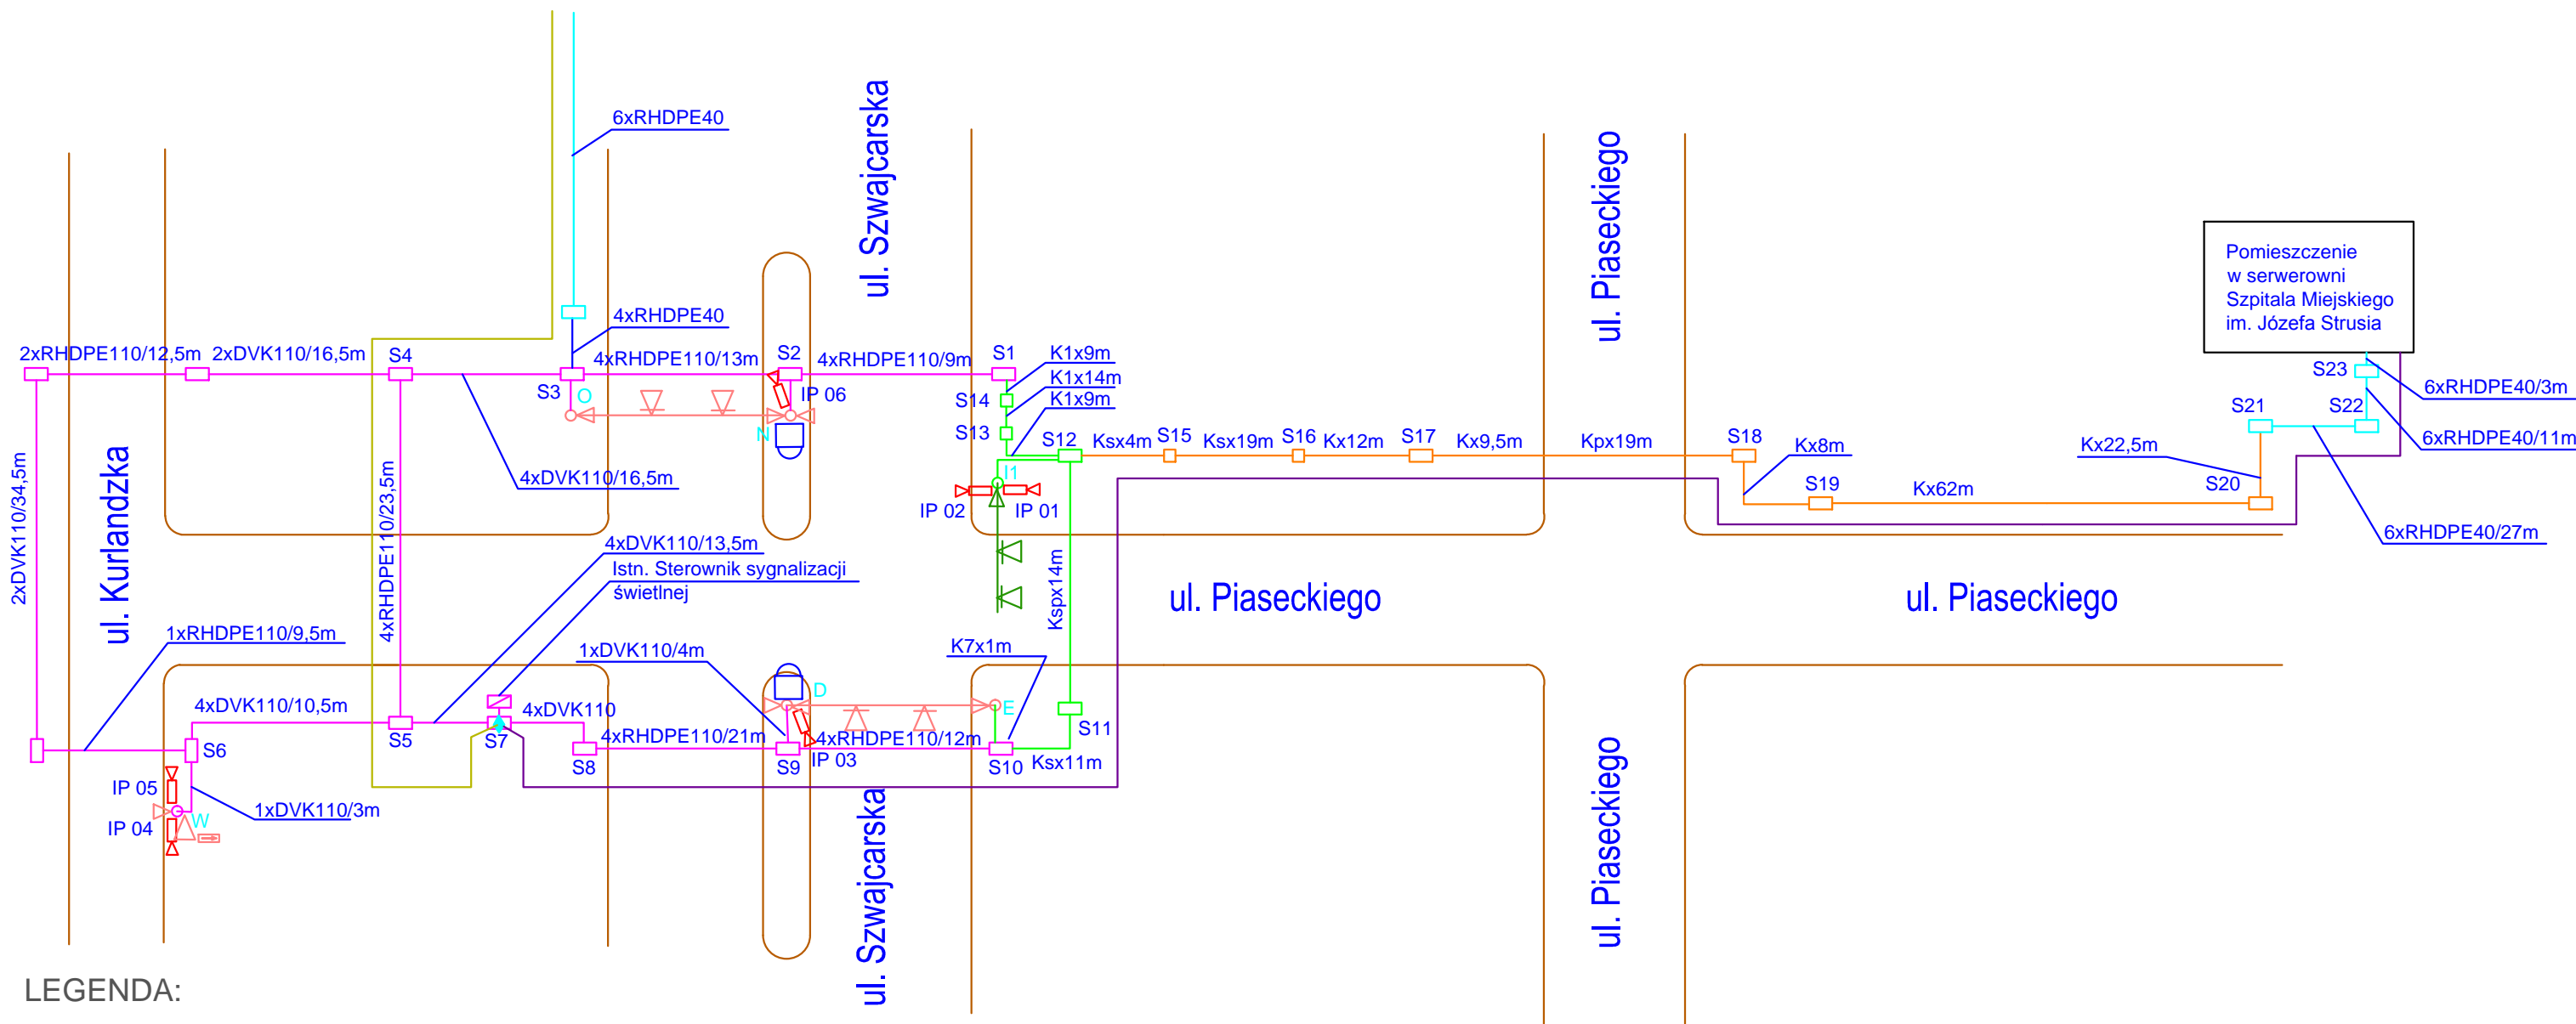 6xRHDPE40
ul. Szwajcarska
ul. Piaseckiego
Pomieszczenie
w serwerowni
Szpitala Miejskiego
im. Józefa Strusia
4xRHDPE40
2xRHDPE110/12,5m
2xDVK110/16,5m
S4
4xRHDPE110/13m
S2
4xRHDPE110/9m
S1
K1x9m
K1x14m
K1x9m
S3
O
IP 06
S14
S13
N
S12
Ksx4m
S15
Ksx19m
S16
Kx12m
S17
Kx9,5m
Kpx19m
S18
Kx8m
S23
6xRHDPE40/3m
S21
S22
6xRHDPE40/11m
Kx22,5m
I1
4xDVK110/16,5m
S19
Kx62m
S20
IP 02
IP 01
6xRHDPE40/27m
2xDVK110/34,5m
ul. Kurlandzka
4xRHDPE110/23,5m
4xDVK110/13,5m
Istn. Sterownik sygnalizacji
świetlnej
Kspx14m
ul. Piaseckiego
ul. Piaseckiego
1xRHDPE110/9,5m
1xDVK110/4m
K7x1m
D
E
4xDVK110/10,5m
4xDVK110
S11
S5
S7
4xRHDPE110/21m
4xRHDPE110/12m
S6
S8
S9
IP 03
S10
Ksx11m
IP 05
IP 04
W
1xDVK110/3m
ul. Szwajcarska
ul. Piaseckiego
LEGENDA: